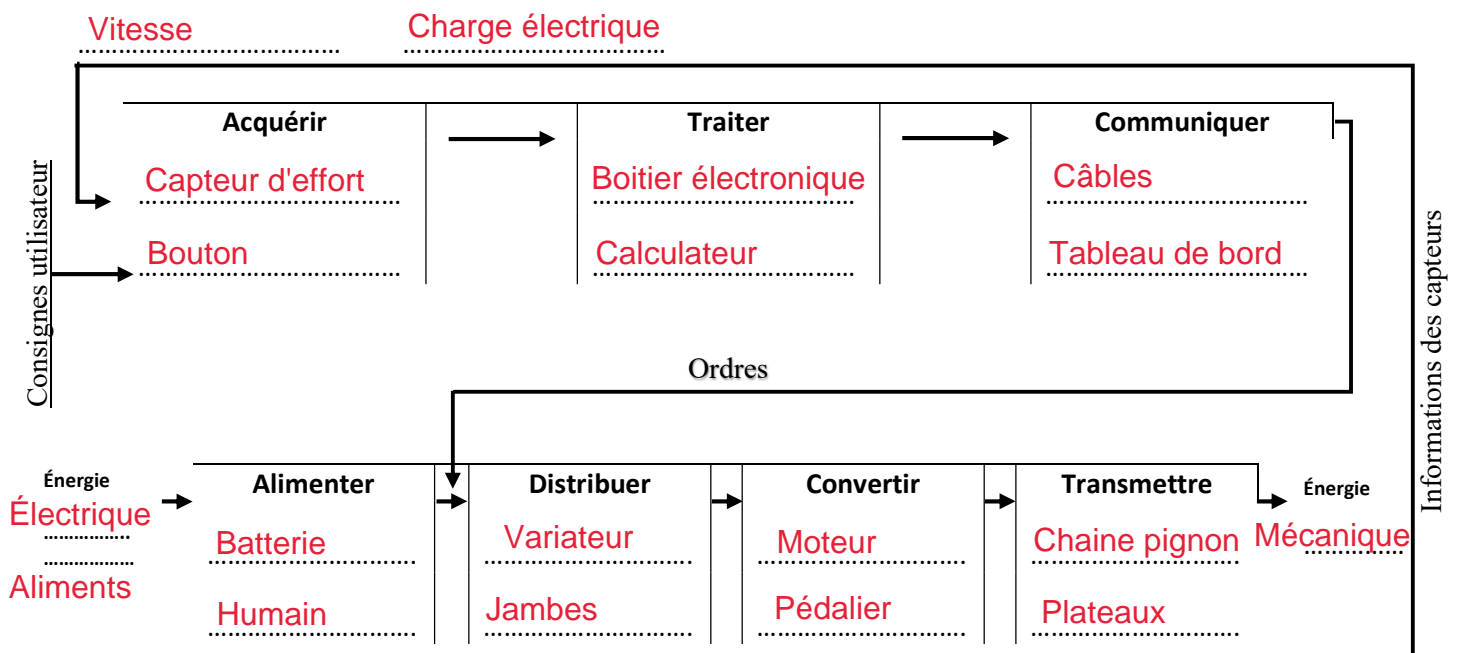 Vitesse Charge électrique
Acquérir Traiter Communiquer
Capteur d'effort Boitier électronique Câbles
Bouton Calculateur Tableau de bord
Consignes utilisateur
Informations des capteurs
Ordres
Énergie Alimenter Distribuer Convertir Transmettre Énergie
Électrique Batterie Variateur Moteur Chaine pignon Mécanique
Aliments Humain Jambes Pédalier Plateaux